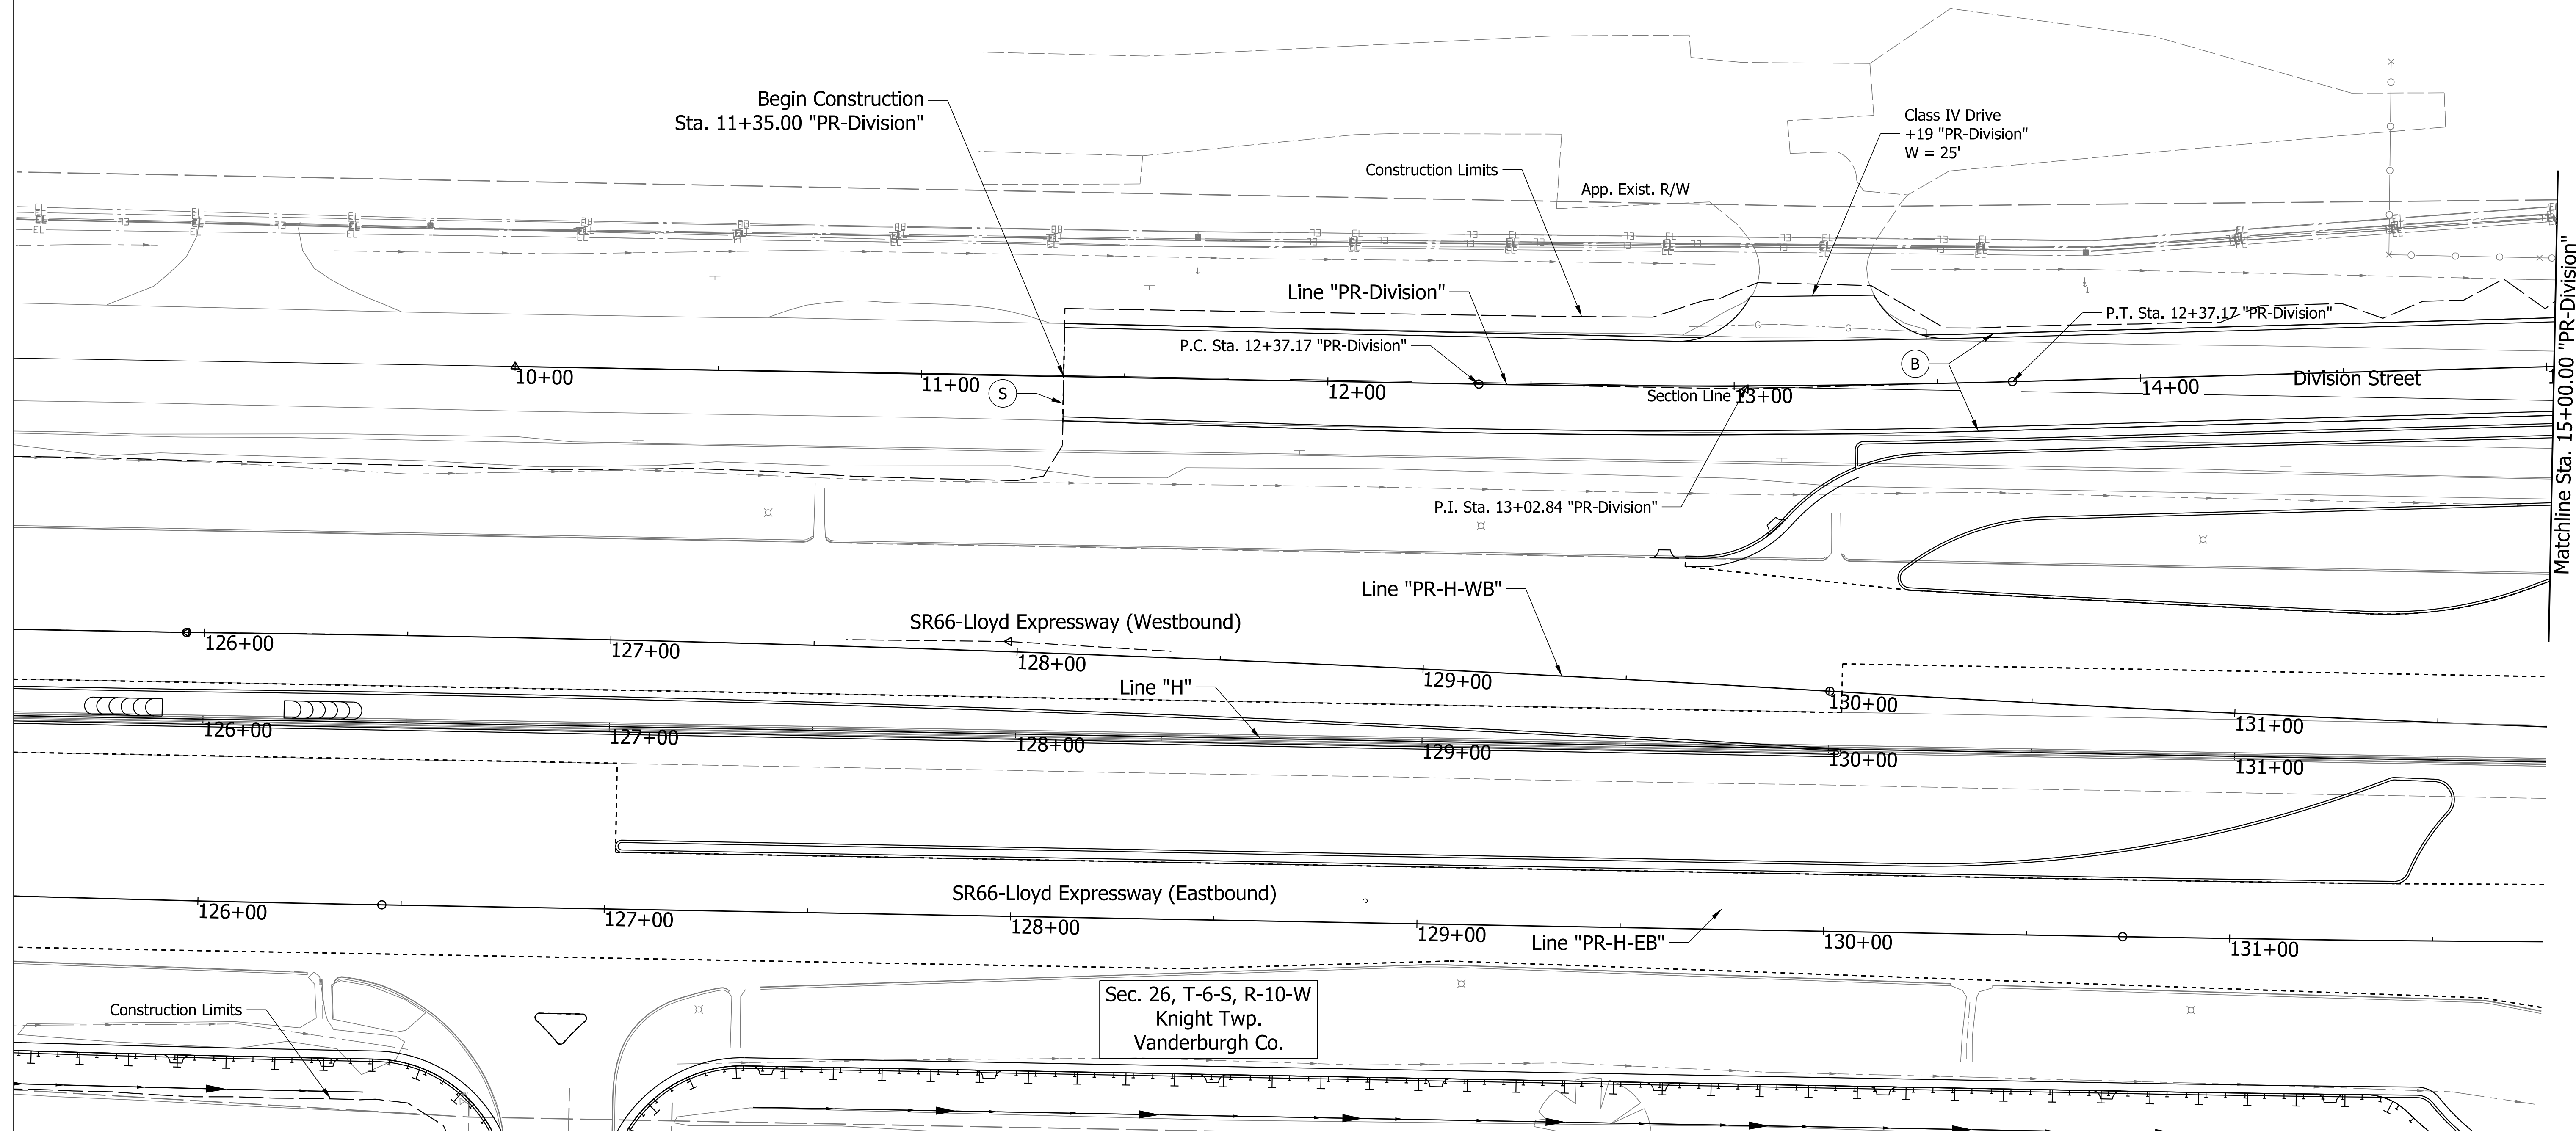 Begin Construction
Sta. 11+35.00 "PR-Division"
Class IV Drive
+19 "PR-Division"
W = 25'
Construction Limits
App. Exist. R/W
Line "PR-Division"
P.T. Sta. 12+37.17 "PR-Division"
P.C. Sta. 12+37.17 "PR-Division"
B
S
10+00
11+00
12+00
Section Line
13+00
14+00
Division Street
Matchline Sta. 15+00.00 "PR-Division"
P.I. Sta. 13+02.84 "PR-Division"
Line "PR-H-WB"
SR66-Lloyd Expressway (Westbound)
126+00
127+00
128+00
129+00
130+00
131+00
Line "H"
126+00
127+00
128+00
129+00
130+00
131+00
SR66-Lloyd Expressway (Eastbound)
126+00
127+00
128+00
129+00
130+00
131+00
Line "PR-H-EB"
Sec. 26, T-6-S, R-10-W
Knight Twp.
Vanderburgh Co.
Construction Limits